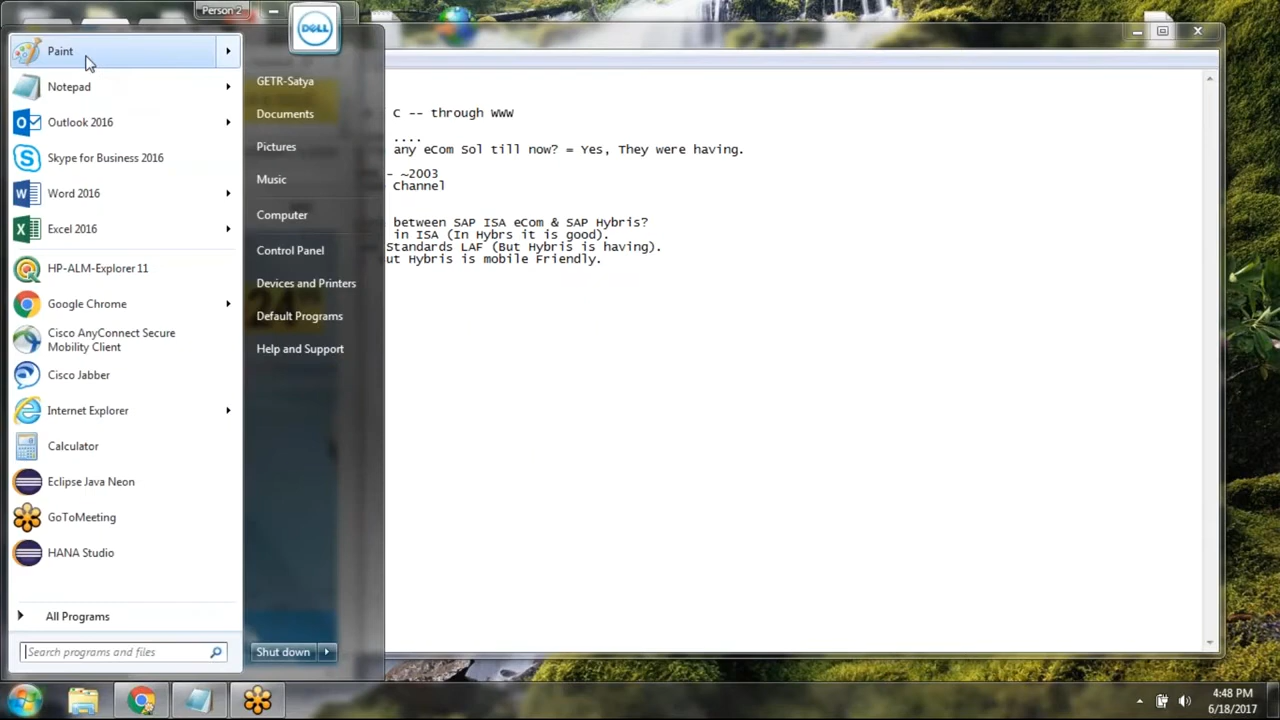 Person 2
DELL
Paint
Notepad
Outlook 2016
Skype for Business 2016
Word 2016
Excel 2016
HP-ALM-Explorer 11
Google Chrome
Cisco AnyConnect Secure
Mobility Client
Cisco Jabber
Internet Explorer
Calculator
Eclipse Java Neon
GoToMeeting
HANA Studio
All Programs
Search programs and files
GETR-Satya
Documents
Pictures
Music
Computer
Control Panel
Devices and Printers
Default Programs
Help and Support
Shut down
C -- through WWW
....
any eCom Sol till now? = Yes, They were having.
- ~2003
Channel
between SAP ISA eCom & SAP Hybris?
in ISA (In Hybrs it is good).
Standards LAF (But Hybris is having).
ut Hybris is mobile Friendly.
4:48 PM
6/18/2017